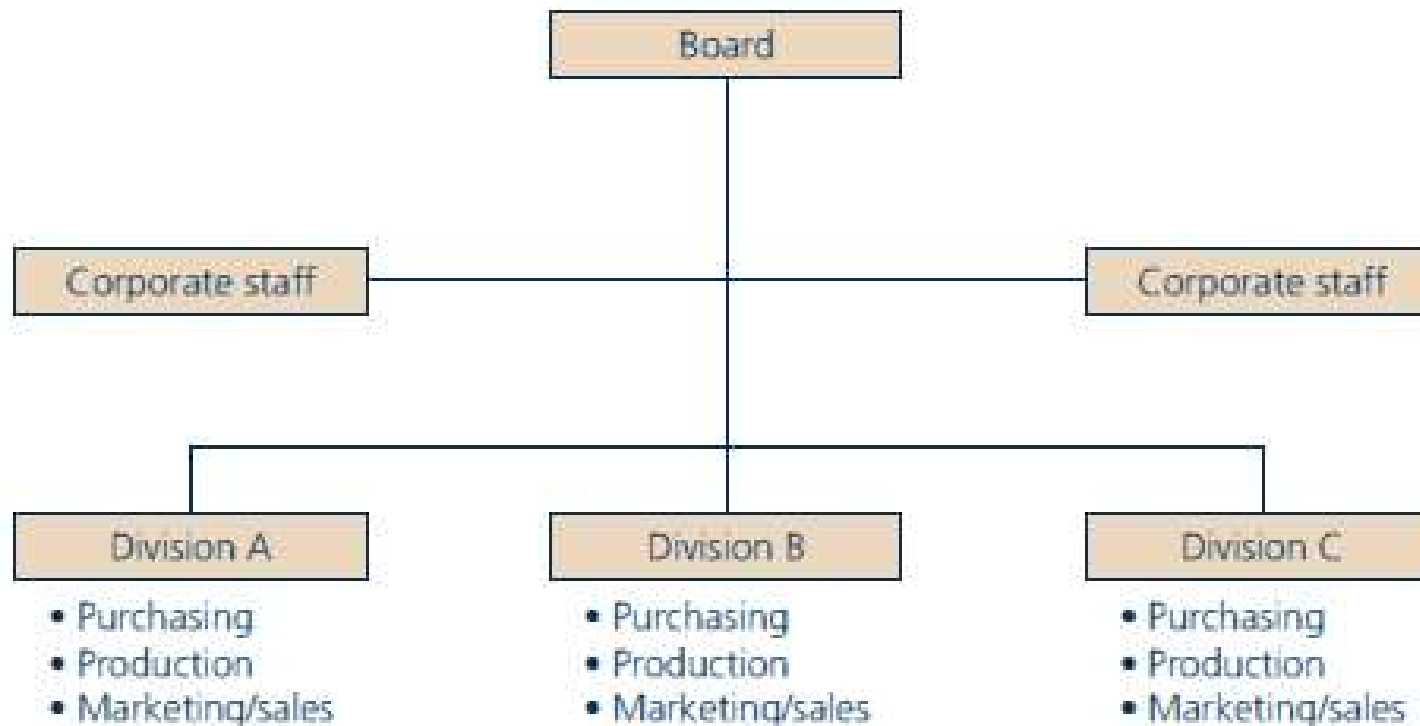 Board
Corporate staff
Corporate staff
Division A
• Purchasing
• Production
• Marketing/sales
Division B
• Purchasing
• Production
• Marketing/sales
Division C
• Purchasing
• Production
• Marketing/sales